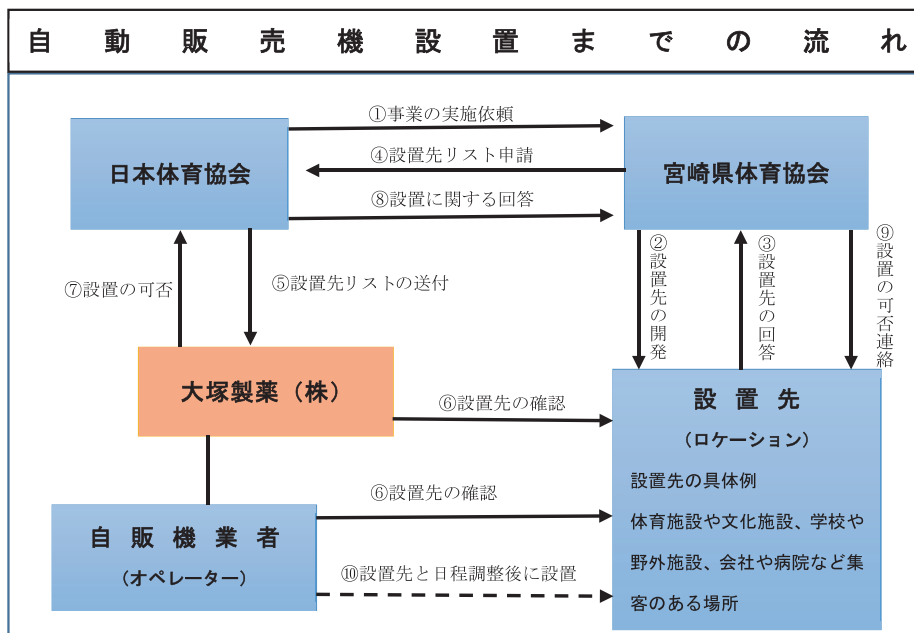 自動販売機設置までの流れ
①事業の実施依頼
日本体育協会
④設置先リスト申請
宮崎県体育協会
⑧設置に関する回答
⑦設置の可否
⑤設置先リストの送付
②設置先の開発
③設置先の回答
⑨設置の可否連絡
大塚製薬（株）
⑥設置先の確認
設置先
（ロケーション）
設置先の具体例
体育施設や文化施設、学校や
野外施設、会社や病院など集
客のある場所
自販機業者
（オペレーター）
⑥設置先の確認
⑩設置先と日程調整後に設置